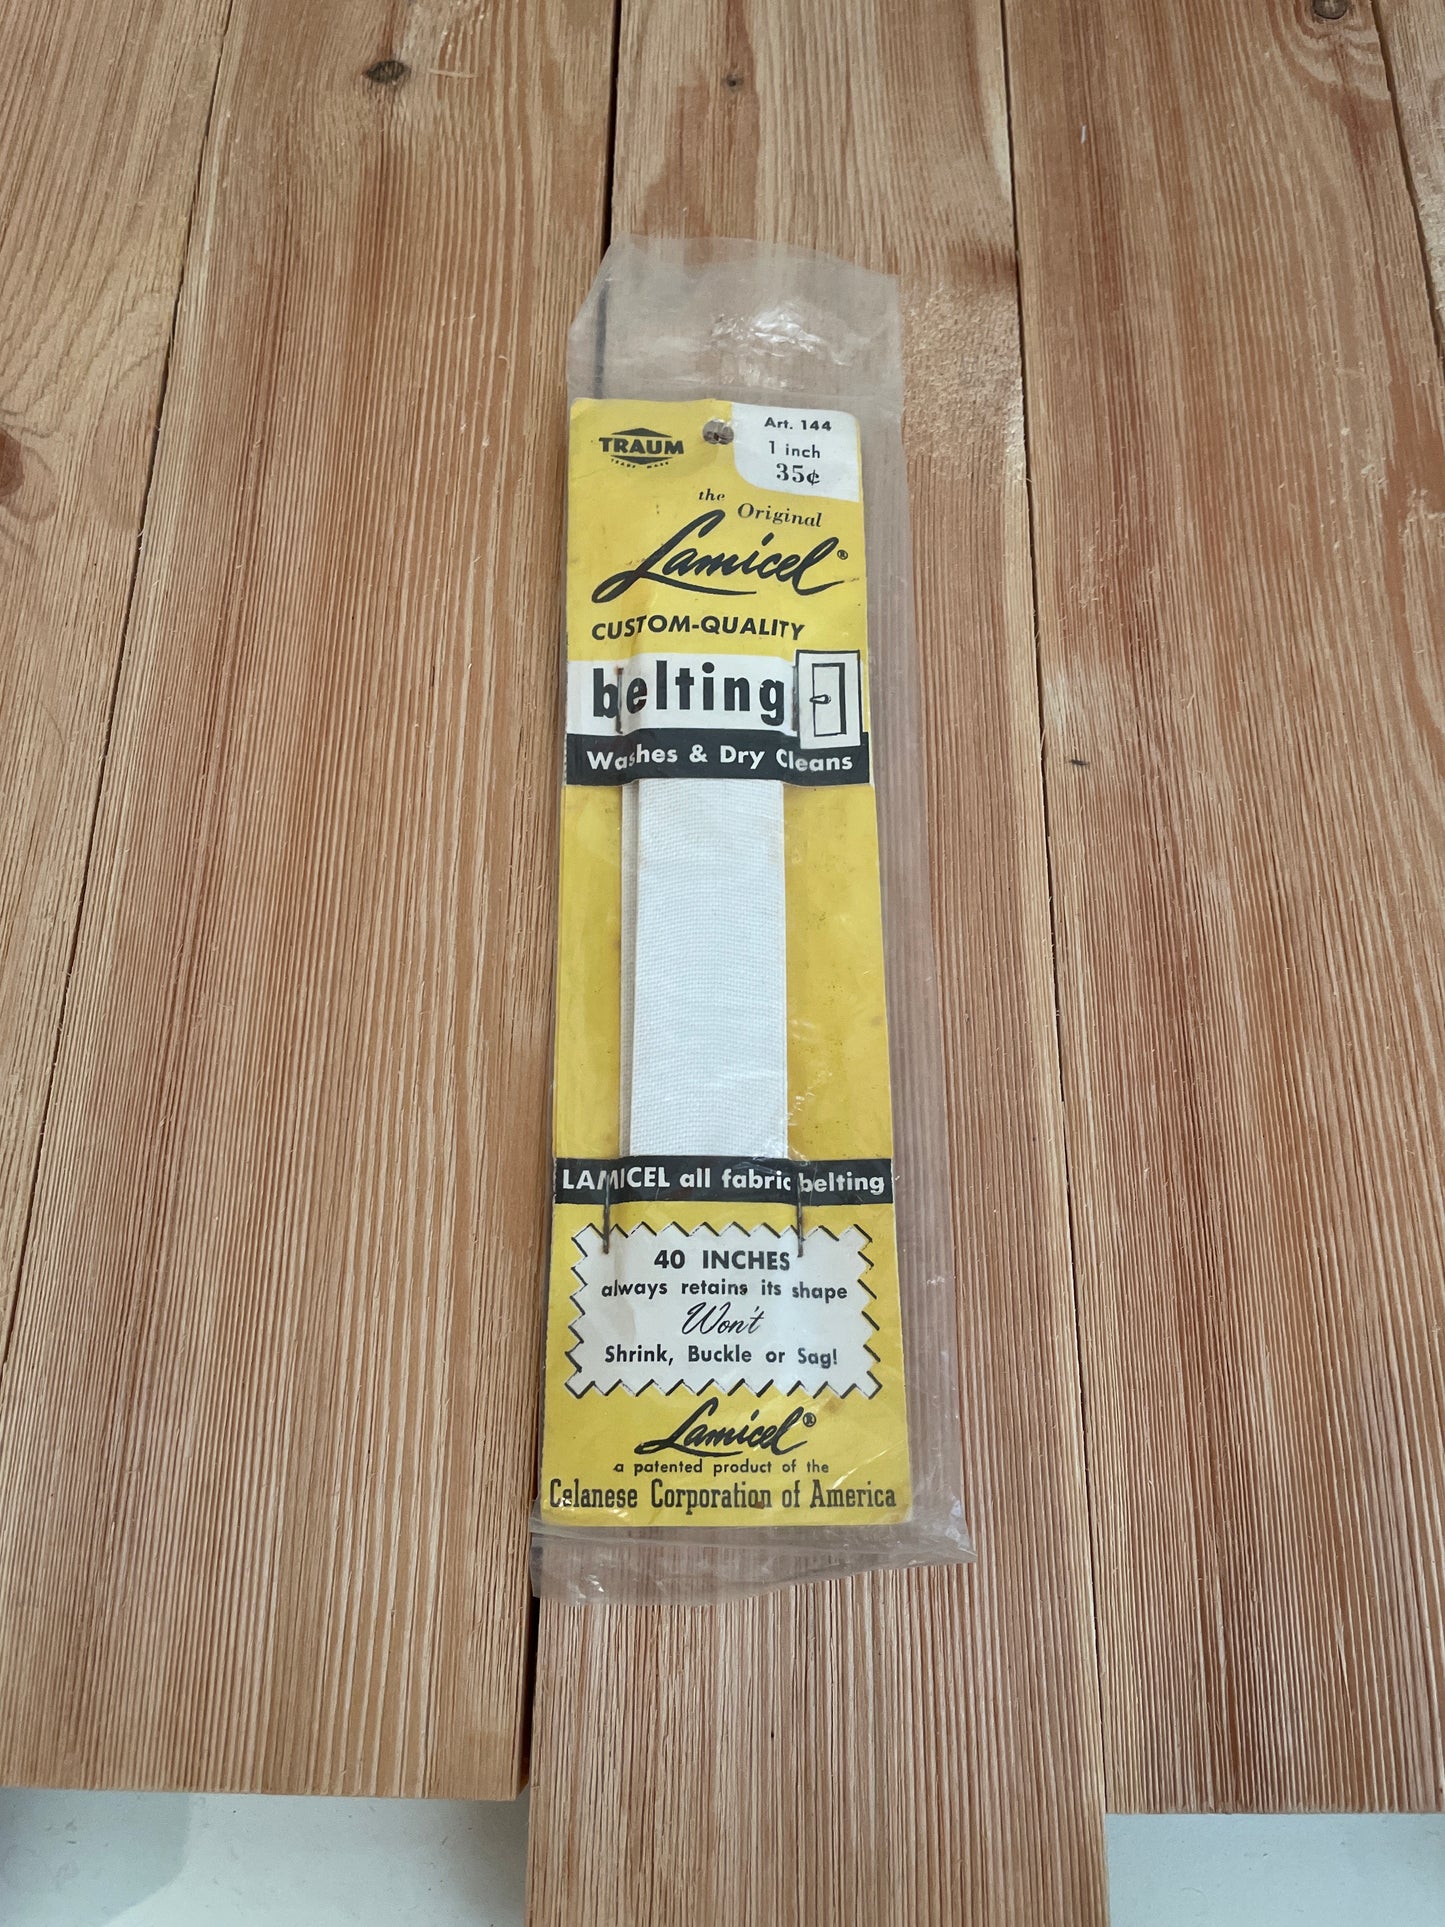 TRAUM
TRADE MARK
Art. 144
1 inch
35¢
the
Original
Lamicel®
CUSTOM-QUALITY
belting
Washes & Dry Cleans
LAMICEL all fabric belting
40 INCHES
always retains its shape
Won't
Shrink, Buckle or Sag!
Lamicel®
a patented product of the
Celanese Corporation of America